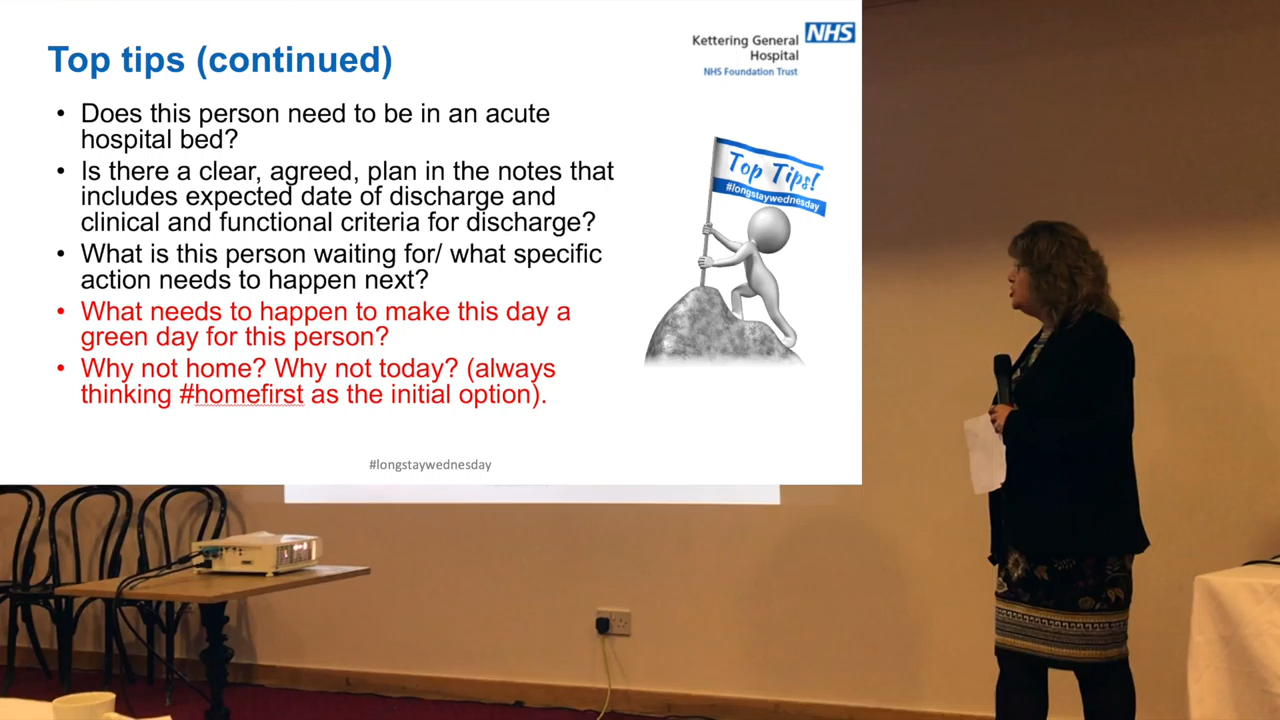 Top tips (continued)
Kettering General
Hospital
NHS
NHS Foundation Trust
• Does this person need to be in an acute
hospital bed?
• Is there a clear, agreed, plan in the notes that
includes expected date of discharge and
clinical and functional criteria for discharge?
• What is this person waiting for/ what specific
action needs to happen next?
• What needs to happen to make this day a
green day for this person?
• Why not home? Why not today? (always
thinking #homefirst as the initial option).
Top Tips!
#longstaywednesday
#longstaywednesday